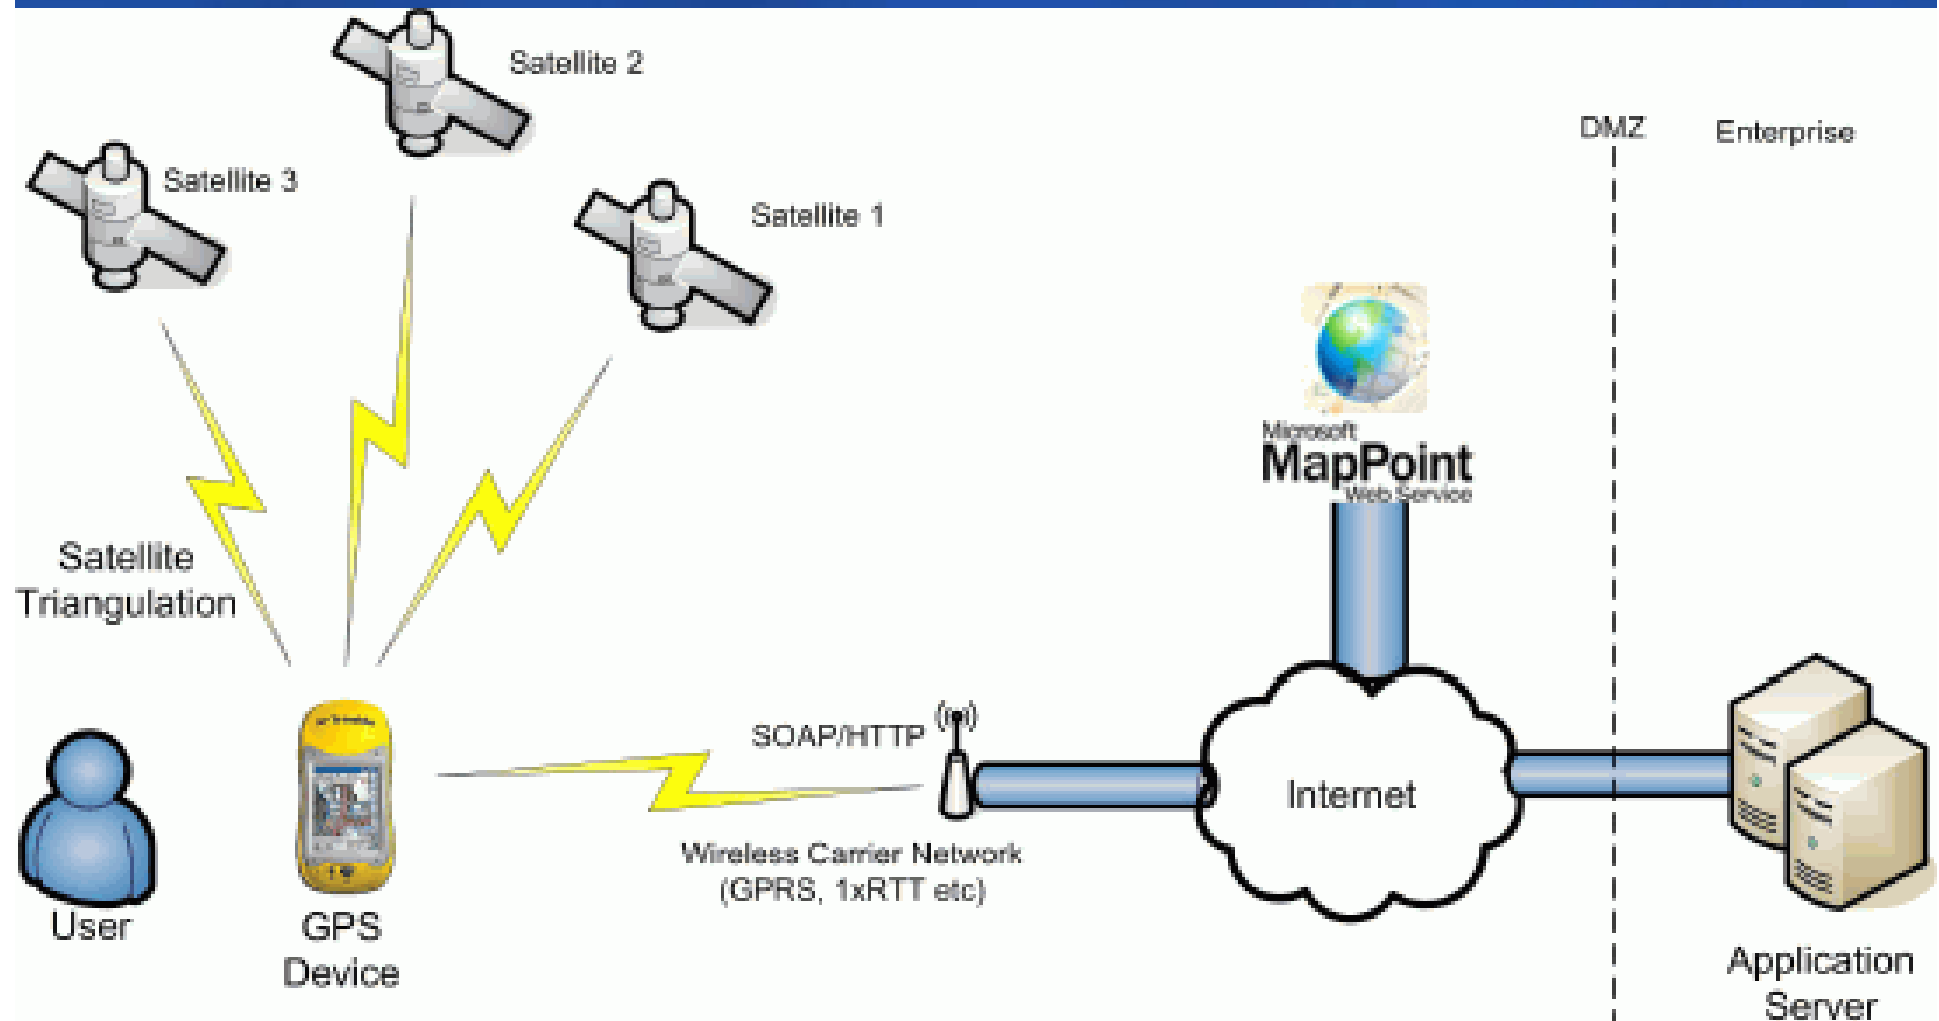 Satellite 2
Satellite 3
Satellite 1
DMZ
Enterprise
Microsoft
MapPoint
Web Service
Satellite
Triangulation
SOAP/HTTP
Internet
Wireless Carrier Network
(GPRS, 1xRTT etc)
User
GPS
Device
Application
Server